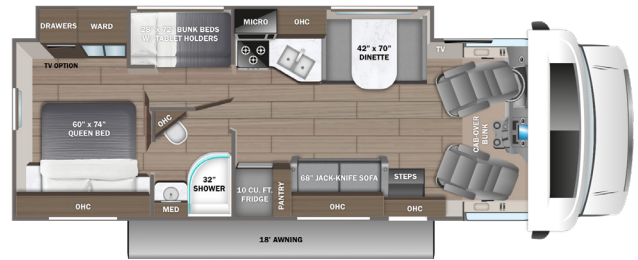 DRAWERS
WARD
28" x 72" BUNK BEDS
W/ TABLET HOLDERS
MICRO
OHC
42" x 70"
DINETTE
TV
TV OPTION
60" x 74"
QUEEN BED
OHC
CAB-OVER
BUNK
32"
SHOWER
10 CU. FT.
FRIDGE
PANTRY
68" JACK-KNIFE SOFA
STEPS
OHC
MED
OHC
OHC
18' AWNING